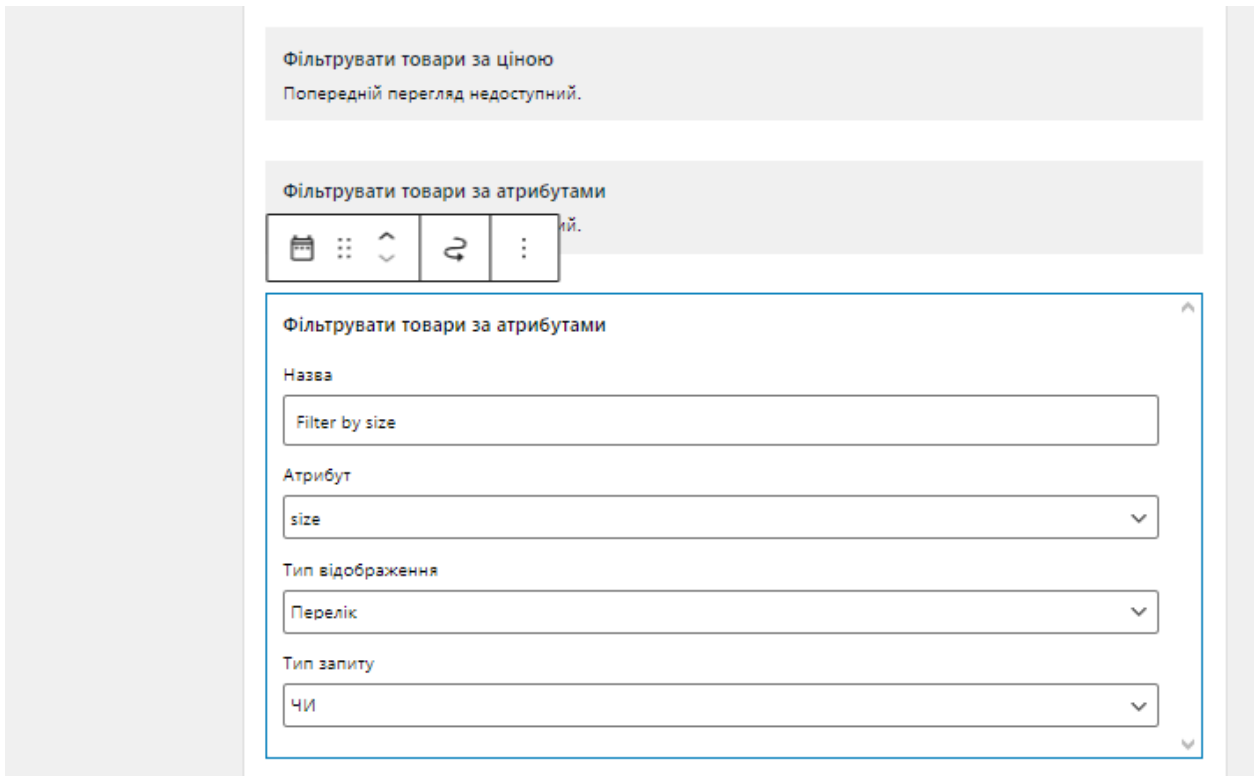 Фільтрувати товари за ціною
Попередній перегляд недоступний.
Фільтрувати товари за атрибутами
ий.
Фільтрувати товари за атрибутами
Назва
Filter by size
Атрибут
size
Тип відображення
Перелік
Тип запиту
ЧИ